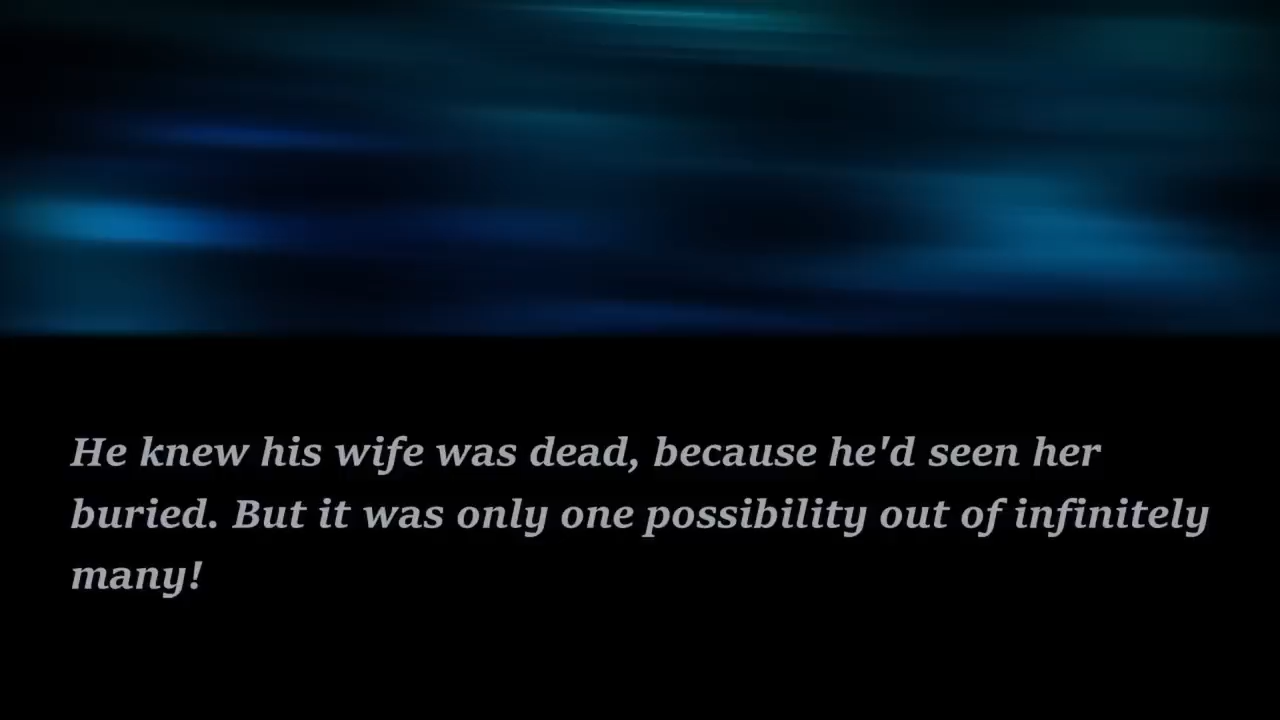 He knew his wife was dead, because he'd seen her
buried. But it was only one possibility out of infinitely
many!